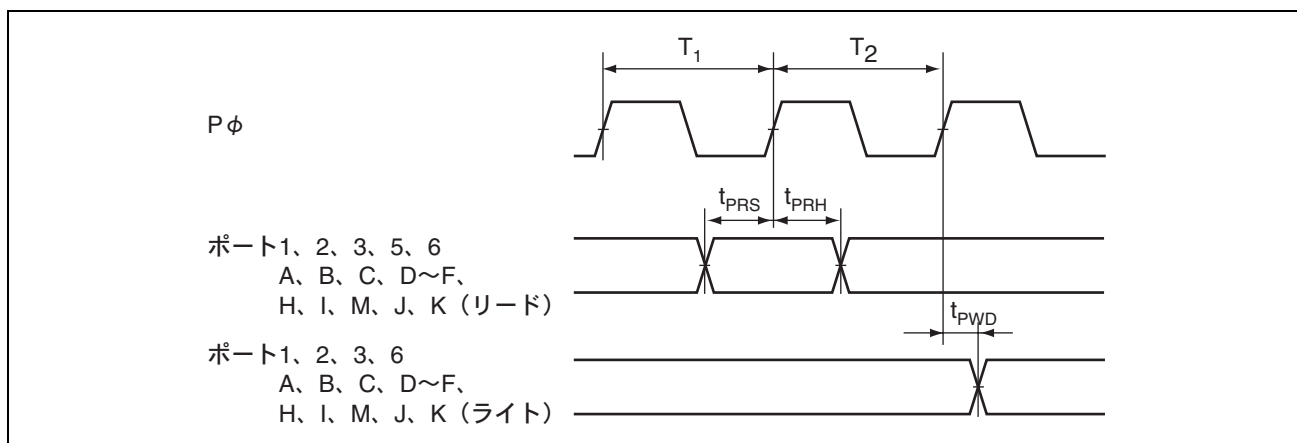 T₁ T₂
Pφ
tPRS tPRH
ポート1、2、3、5、6
A、B、C、D～F、
H、I、M、J、K（リード）
tPWD
ポート1、2、3、6
A、B、C、D～F、
H、I、M、J、K（ライト）